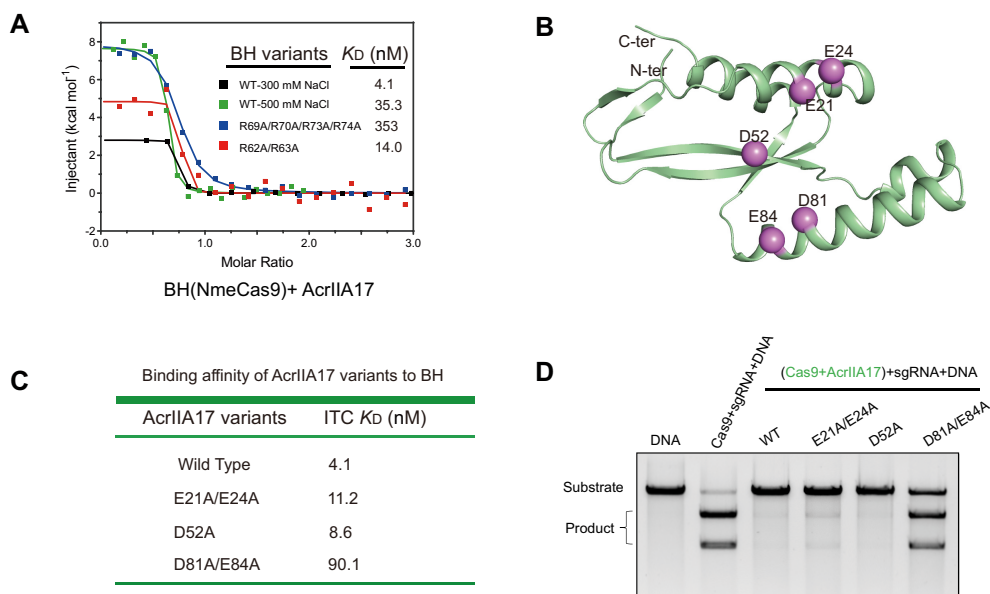 A
Injectant (kcal mol-1)
8
6
4
2
0
-2
BH variants KD (nM)
WT-300 mM NaCl 4.1
WT-500 mM NaCl 35.3
R69A/R70A/R73A/R74A 353
R62A/R63A 14.0
0.0 1.0 2.0 3.0
Molar Ratio
BH(NmeCas9)+ AcrIIA17
B
C-ter
N-ter
E24
E21
D52
D81
E84
C
Binding affinity of AcrIIA17 variants to BH
AcrIIA17 variants ITC KD (nM)
Wild Type 4.1
E21A/E24A 11.2
D52A 8.6
D81A/E84A 90.1
D
(Cas9+AcrIIA17)+sgRNA+DNA
DNA Cas9+sgRNA+DNA WT E21A/E24A D52A D81A/E84A
Substrate
Product